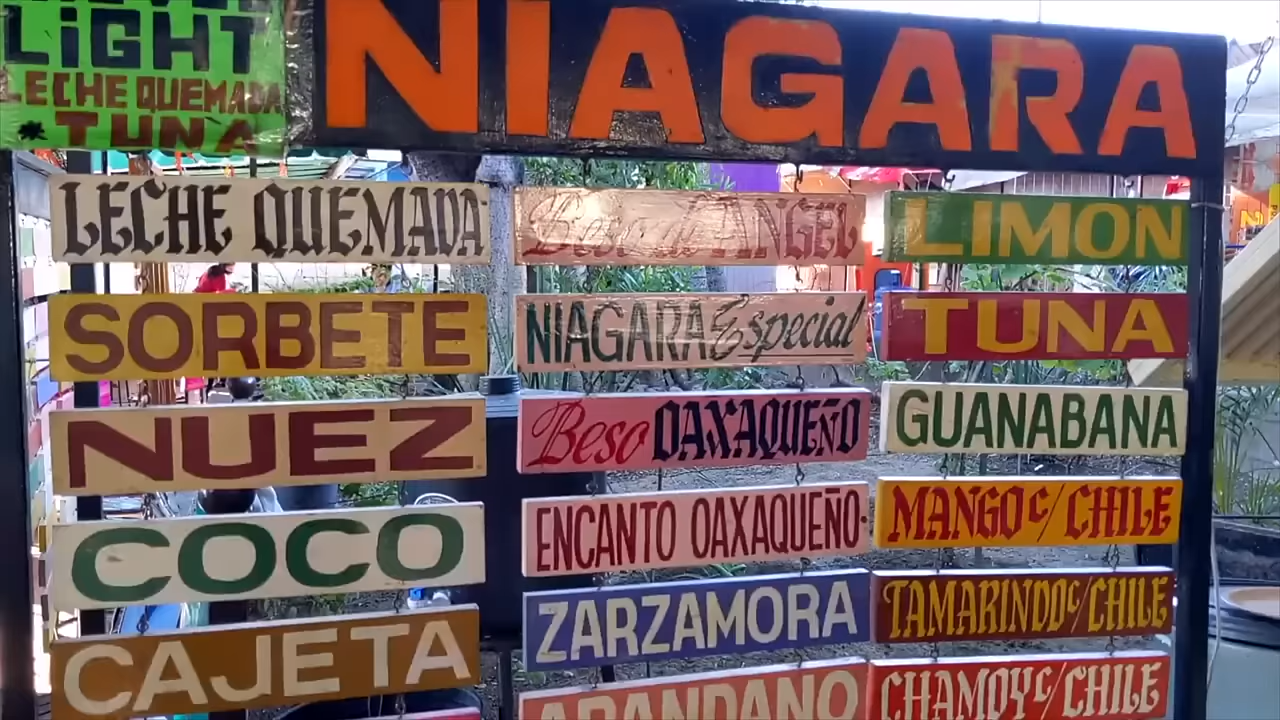 LIGHT
LECHE QUEMADA
* TUNA
NIAGARA
LECHE QUEMADA
SORBETE
NUEZ
COCO
CAJETA
Beso de ANGEL
NIAGARA Especial
Beso OAXAQUEÑO
ENCANTO OAXAQUEÑO.
ZARZAMORA
ARANDANO
LIMON
TUNA
GUANABANA
MANGO c/ CHILE
TAMARINDO c/ CHILE
CHAMOY c/ CHILE